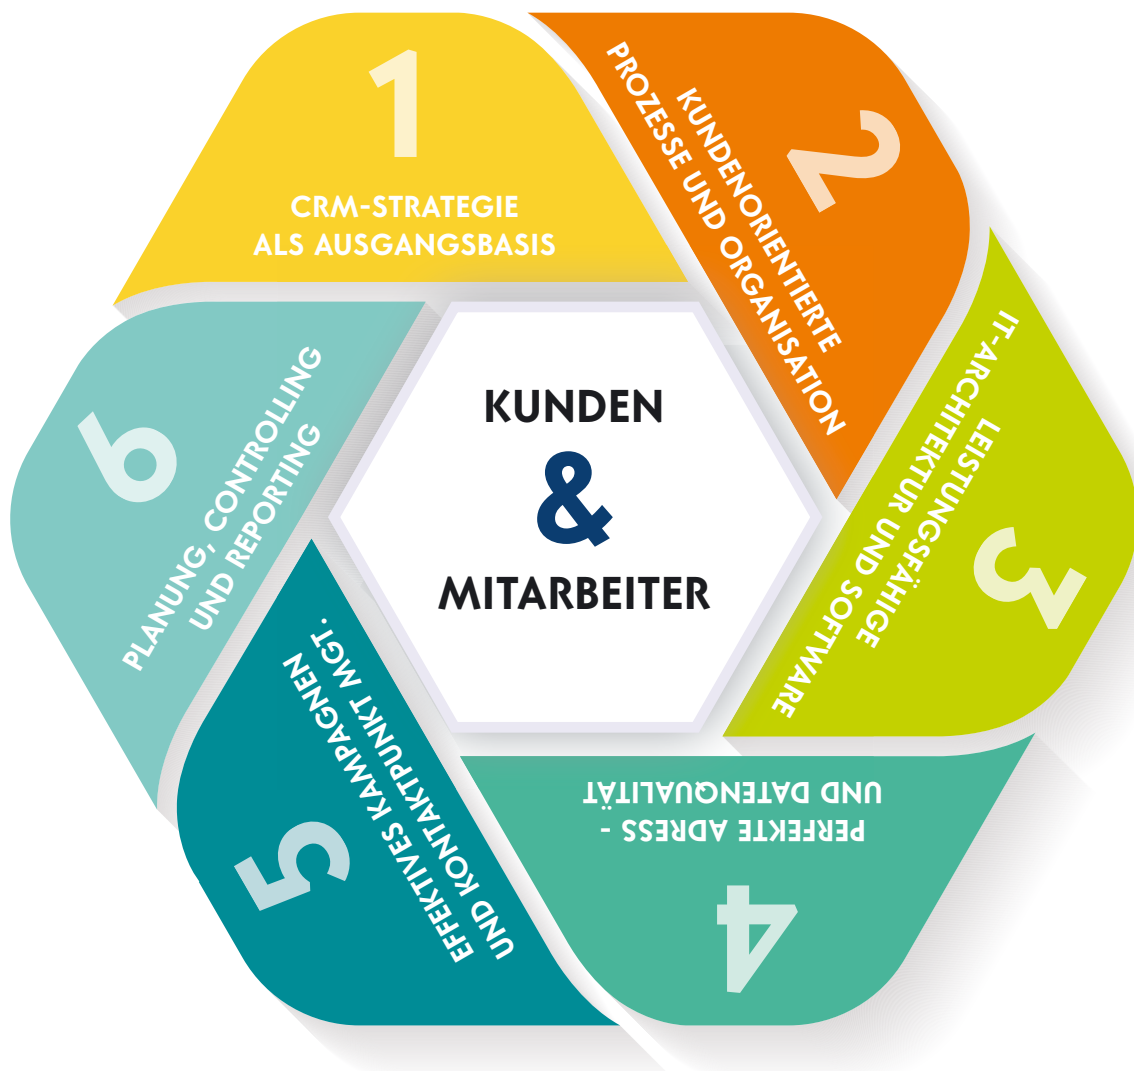 1
CRM-STRATEGIE
ALS AUSGANGSBASIS
2
KUNDENORIENTIERTE
PROZESSE UND ORGANISATION
3
LEISTUNGSFÄHIGE
IT-ARCHITEKTUR UND SOFTWARE
4
PERFEKTE ADRESS -
UND DATENQUALITÄT
5
EFFEKTIVES KAMPAGNEN
UND KONTAKTPUNKT MGT.
6
PLANUNG, CONTROLLING
UND REPORTING
KUNDEN
&
MITARBEITER